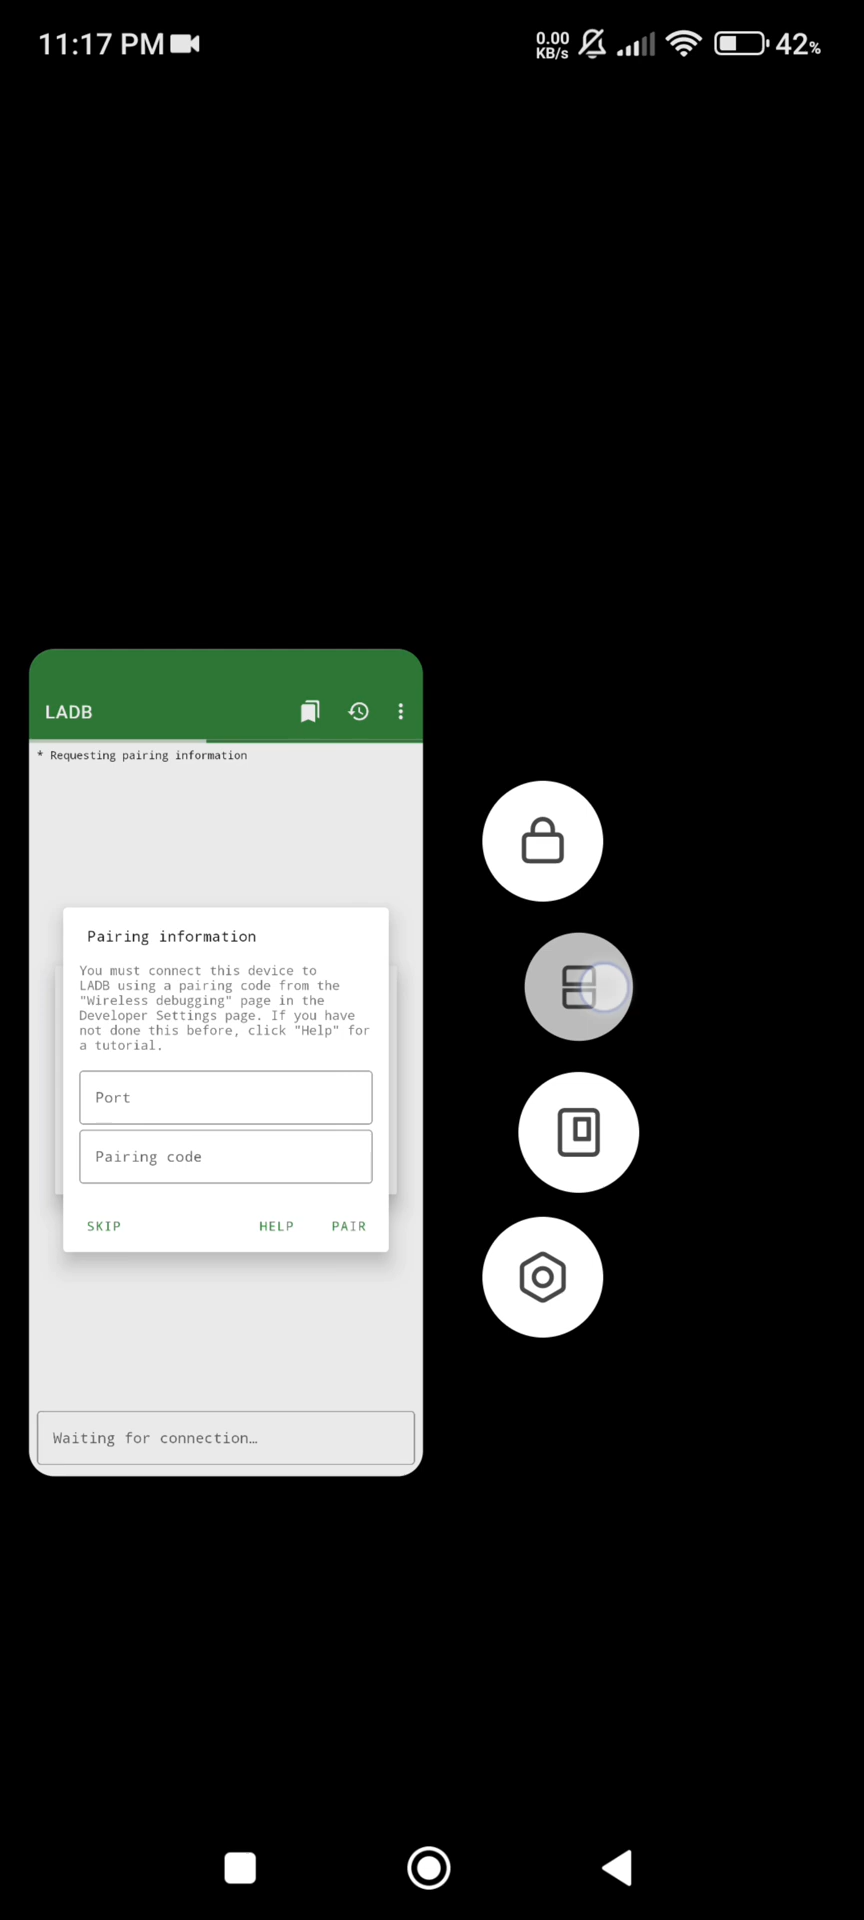 11:17 PM
0.00
KB/s
42%
LADB
* Requesting pairing information
Pairing information
You must connect this device to
LADB using a pairing code from the
"Wireless debugging" page in the
Developer Settings page. If you have
not done this before, click "Help" for
a tutorial.
Port
Pairing code
SKIP HELP PAIR
Waiting for connection…